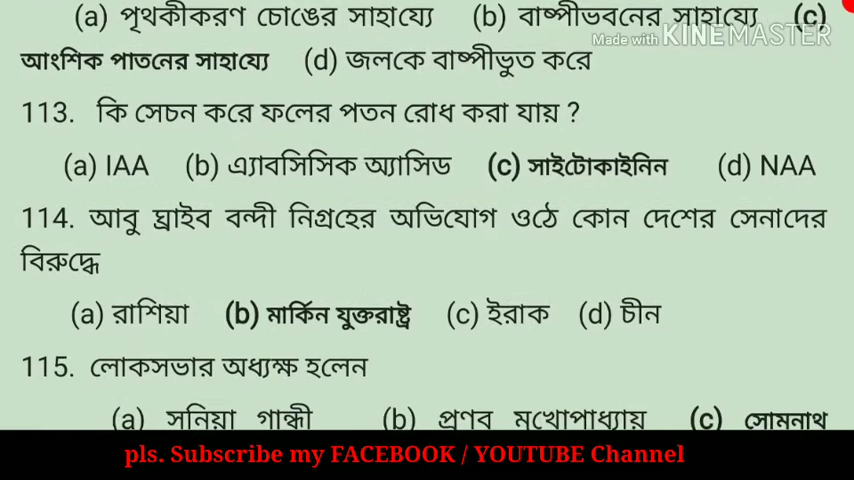 (a) পৃথকীকরণ চোঙের সাহায্যে (b) বাষ্পীভবনের সাহায্যে (c)
Made with KINEMASTER
আংশিক পাতনের সাহায্যে (d) জলকে বাষ্পীভুত করে
113. কি সেচন করে ফলের পতন রোধ করা যায় ?
(a) IAA (b) এ্যাবসিসিক অ্যাসিড (c) সাইটোকাইনিন (d) NAA
114. আবু ঘ্রাইব বন্দী নিগ্রহের অভিযোগ ওঠে কোন দেশের সেনাদের
বিরুদ্ধে
(a) রাশিয়া (b) মার্কিন যুক্তরাষ্ট্র (c) ইরাক (d) চীন
115. লোকসভার অধ্যক্ষ হলেন
(a) সনিয়া গান্ধী (b) প্রণব মুখোপাধ্যায় (c) সোমনাথ
pls. Subscribe my FACEBOOK / YOUTUBE Channel